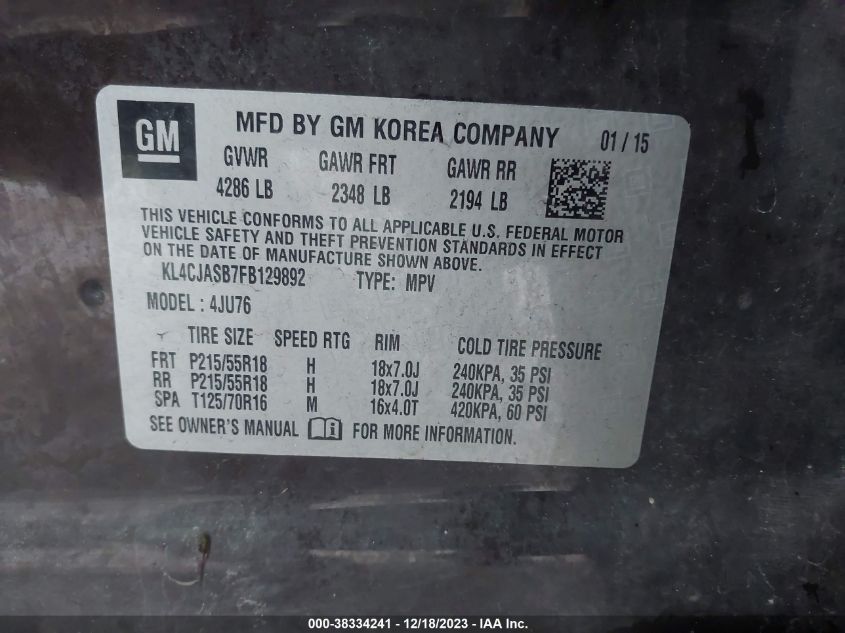 GM
MFD BY GM KOREA COMPANY 01 / 15
GVWR GAWR FRT GAWR RR
4286 LB 2348 LB 2194 LB
THIS VEHICLE CONFORMS TO ALL APPLICABLE U.S. FEDERAL MOTOR
VEHICLE SAFETY AND THEFT PREVENTION STANDARDS IN EFFECT
ON THE DATE OF MANUFACTURE SHOWN ABOVE.
KL4CJASB7FB129892 TYPE: MPV
MODEL : 4JU76
TIRE SIZE SPEED RTG RIM COLD TIRE PRESSURE
FRT P215/55R18 H 18x7.0J 240KPA, 35 PSI
RR P215/55R18 H 18x7.0J 240KPA, 35 PSI
SPA T125/70R16 M 16x4.0T 420KPA, 60 PSI
SEE OWNER'S MANUAL FOR MORE INFORMATION.
000-38334241 - 12/18/2023 - IAA Inc.